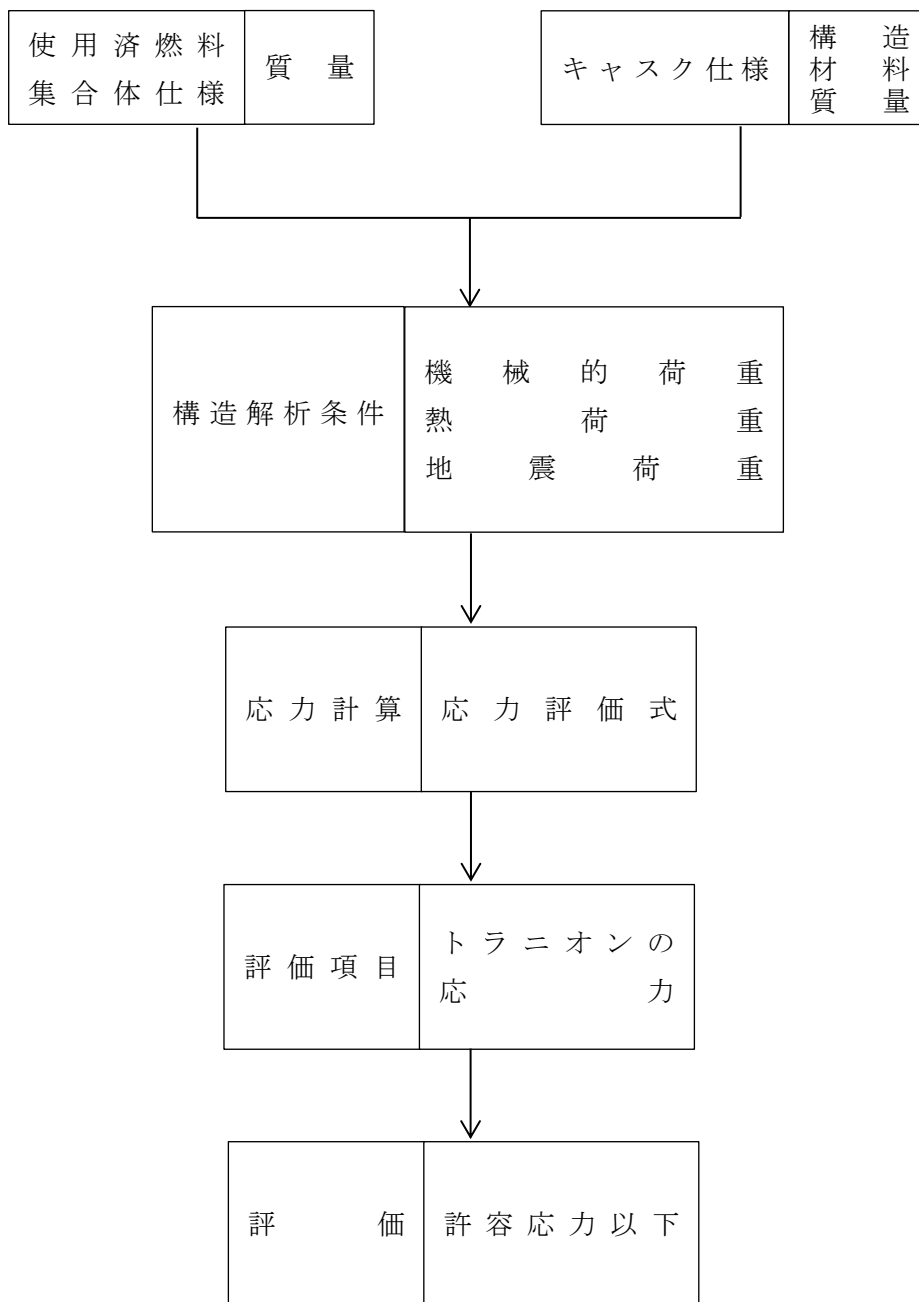 使用済燃料
集合体仕様
質量
キャスク仕様
構造
材料
質量
構造解析条件
機械的荷重
熱荷重
地震荷重
応力計算
応力評価式
評価項目
トラニオンの
応力
評価
許容応力以下